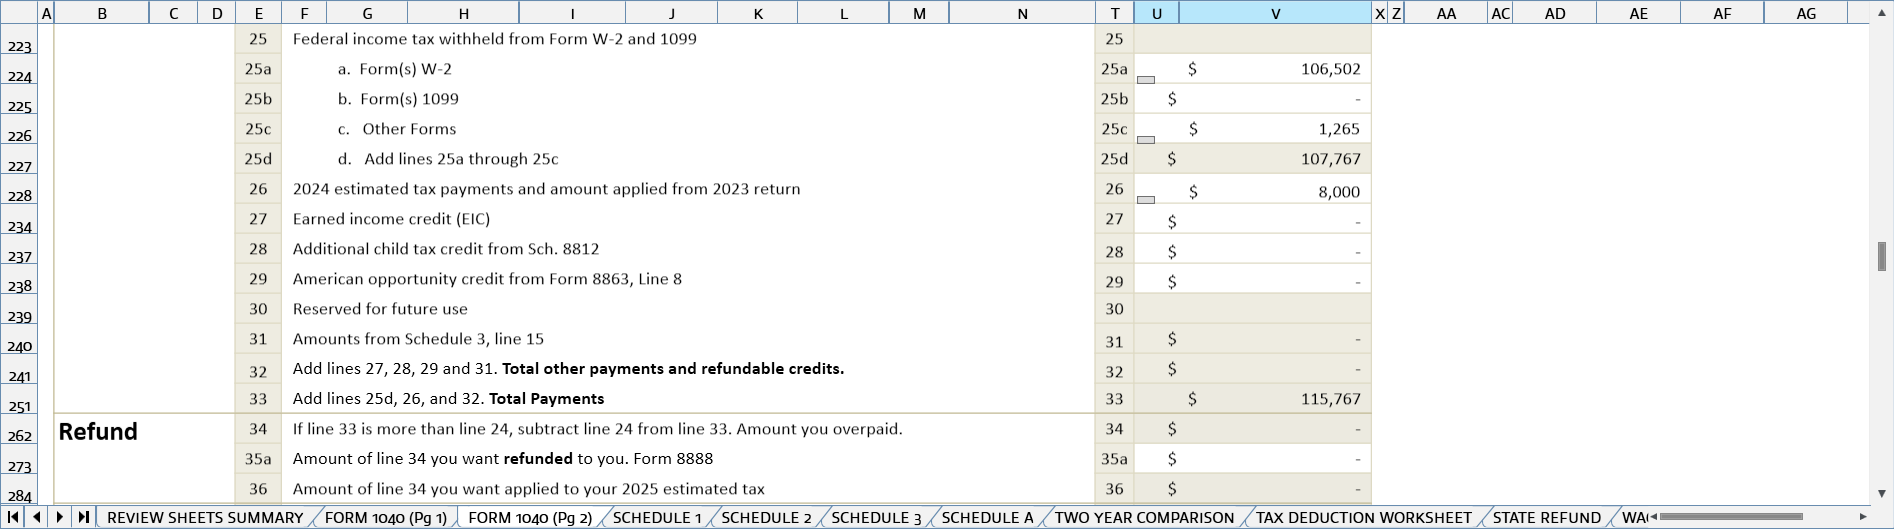 A B C D E F G H I J K L M N T U V X Z AA AC AD AE AF AG
223 25 Federal income tax withheld from Form W-2 and 1099 25
224 25a a. Form(s) W-2 25a $ 106,502
225 25b b. Form(s) 1099 25b $ -
226 25c c. Other Forms 25c $ 1,265
227 25d d. Add lines 25a through 25c 25d $ 107,767
228 26 2024 estimated tax payments and amount applied from 2023 return 26 $ 8,000
234 27 Earned income credit (EIC) 27 $ -
237 28 Additional child tax credit from Sch. 8812 28 $ -
238 29 American opportunity credit from Form 8863, Line 8 29 $ -
239 30 Reserved for future use 30
240 31 Amounts from Schedule 3, line 15 31 $ -
241 32 Add lines 27, 28, 29 and 31. Total other payments and refundable credits. 32 $ -
251 33 Add lines 25d, 26, and 32. Total Payments 33 $ 115,767
262 Refund 34 If line 33 is more than line 24, subtract line 24 from line 33. Amount you overpaid. 34 $ -
273 35a Amount of line 34 you want refunded to you. Form 8888 35a $ -
284 36 Amount of line 34 you want applied to your 2025 estimated tax 36 $ -
REVIEW SHEETS SUMMARY FORM 1040 (Pg 1) FORM 1040 (Pg 2) SCHEDULE 1 SCHEDULE 2 SCHEDULE 3 SCHEDULE A TWO YEAR COMPARISON TAX DEDUCTION WORKSHEET STATE REFUND WA